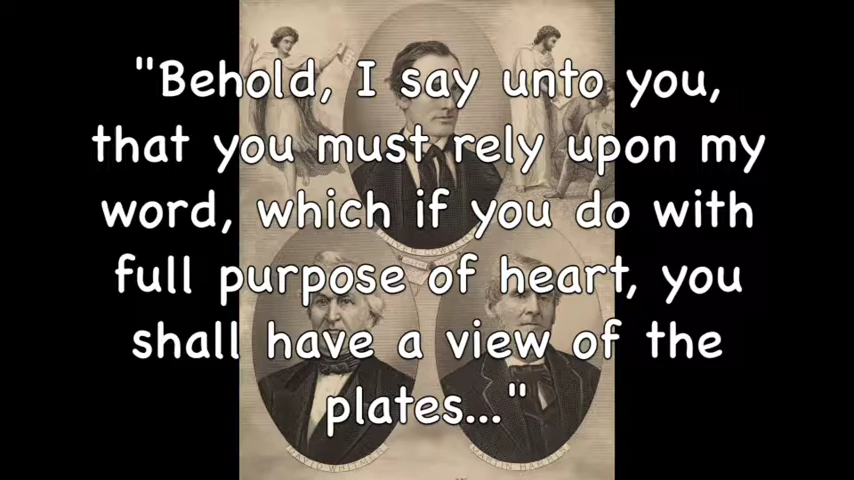 "Behold, I say unto you,
that you must rely upon my
word, which if you do with
full purpose of heart, you
shall have a view of the
plates..."